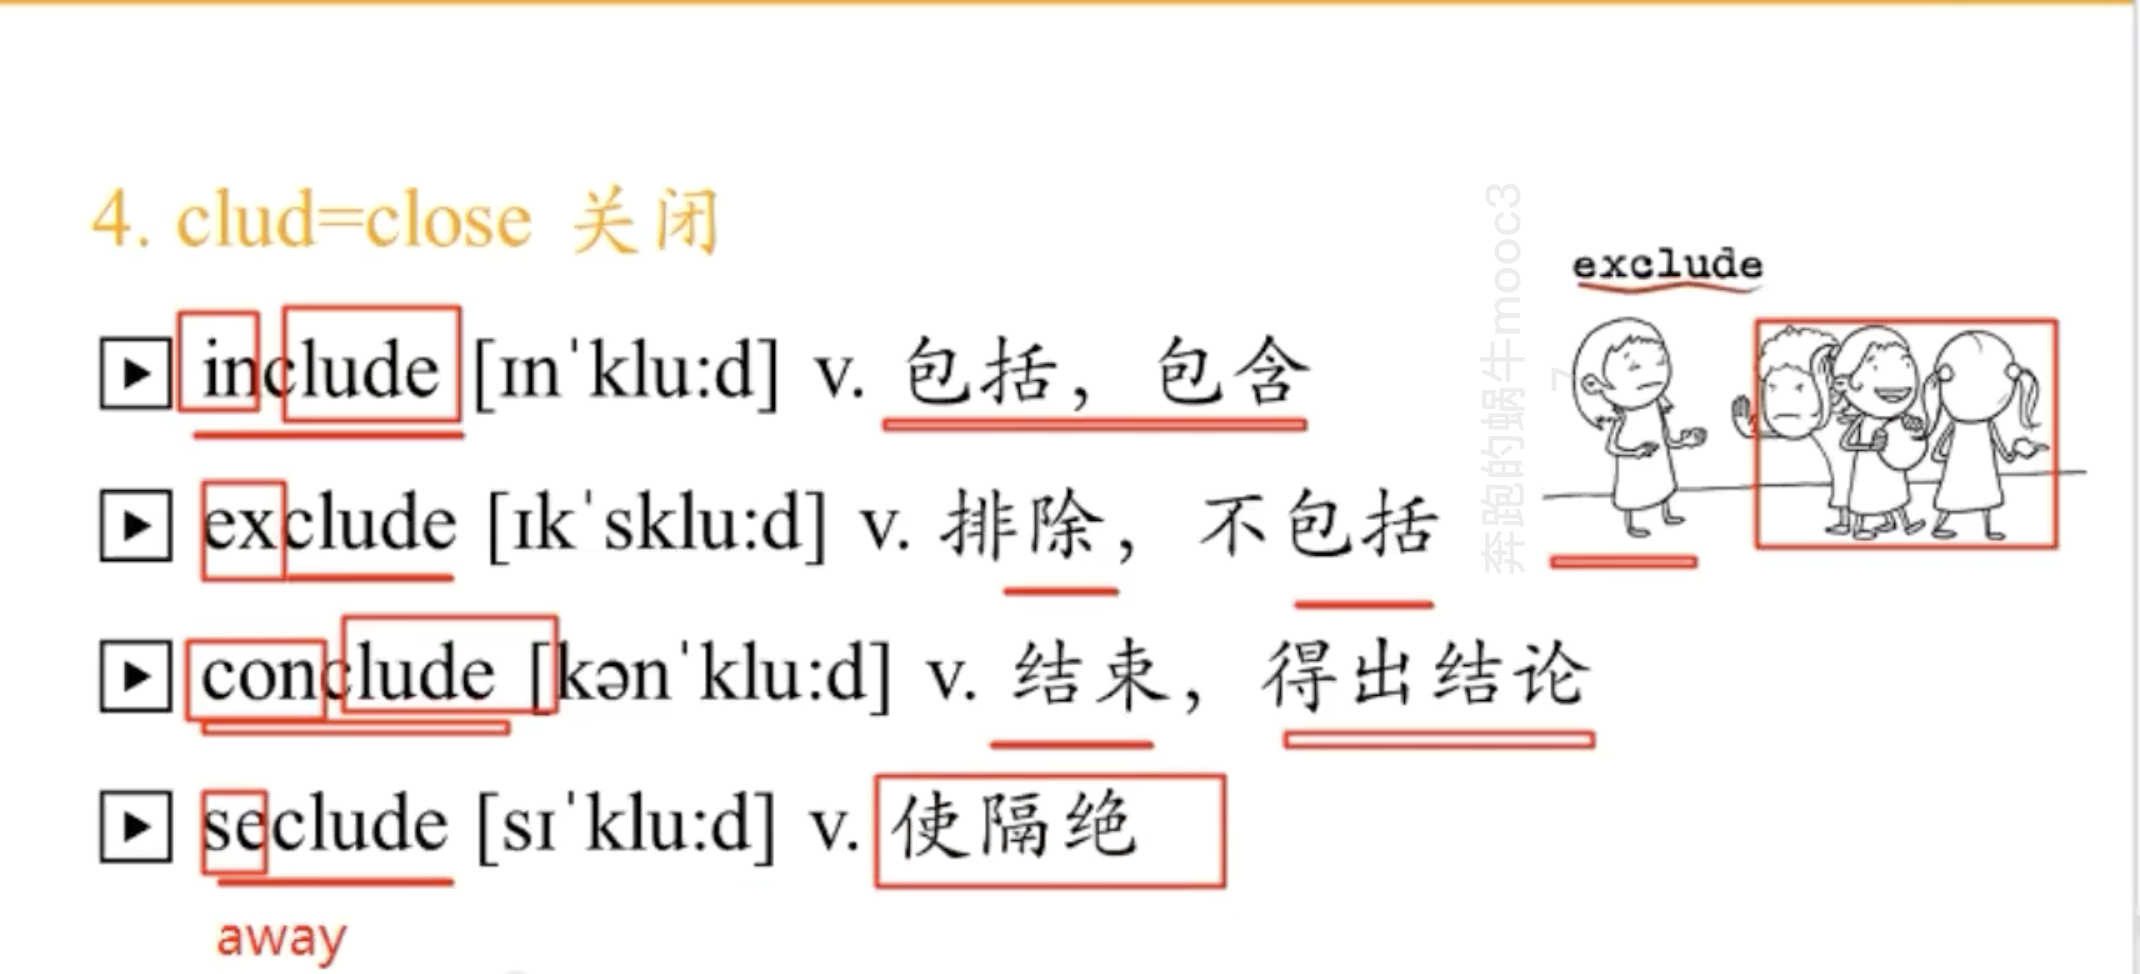 4. clud=close 关闭
exclude
include [ɪnˈklu:d] v. 包括，包含
exclude [ɪkˈsklu:d] v. 排除，不包括
conclude [kənˈklu:d] v. 结束，得出结论
seclude [sɪˈklu:d] v. 使隔绝
away
奔跑的蜗牛mooc3
7